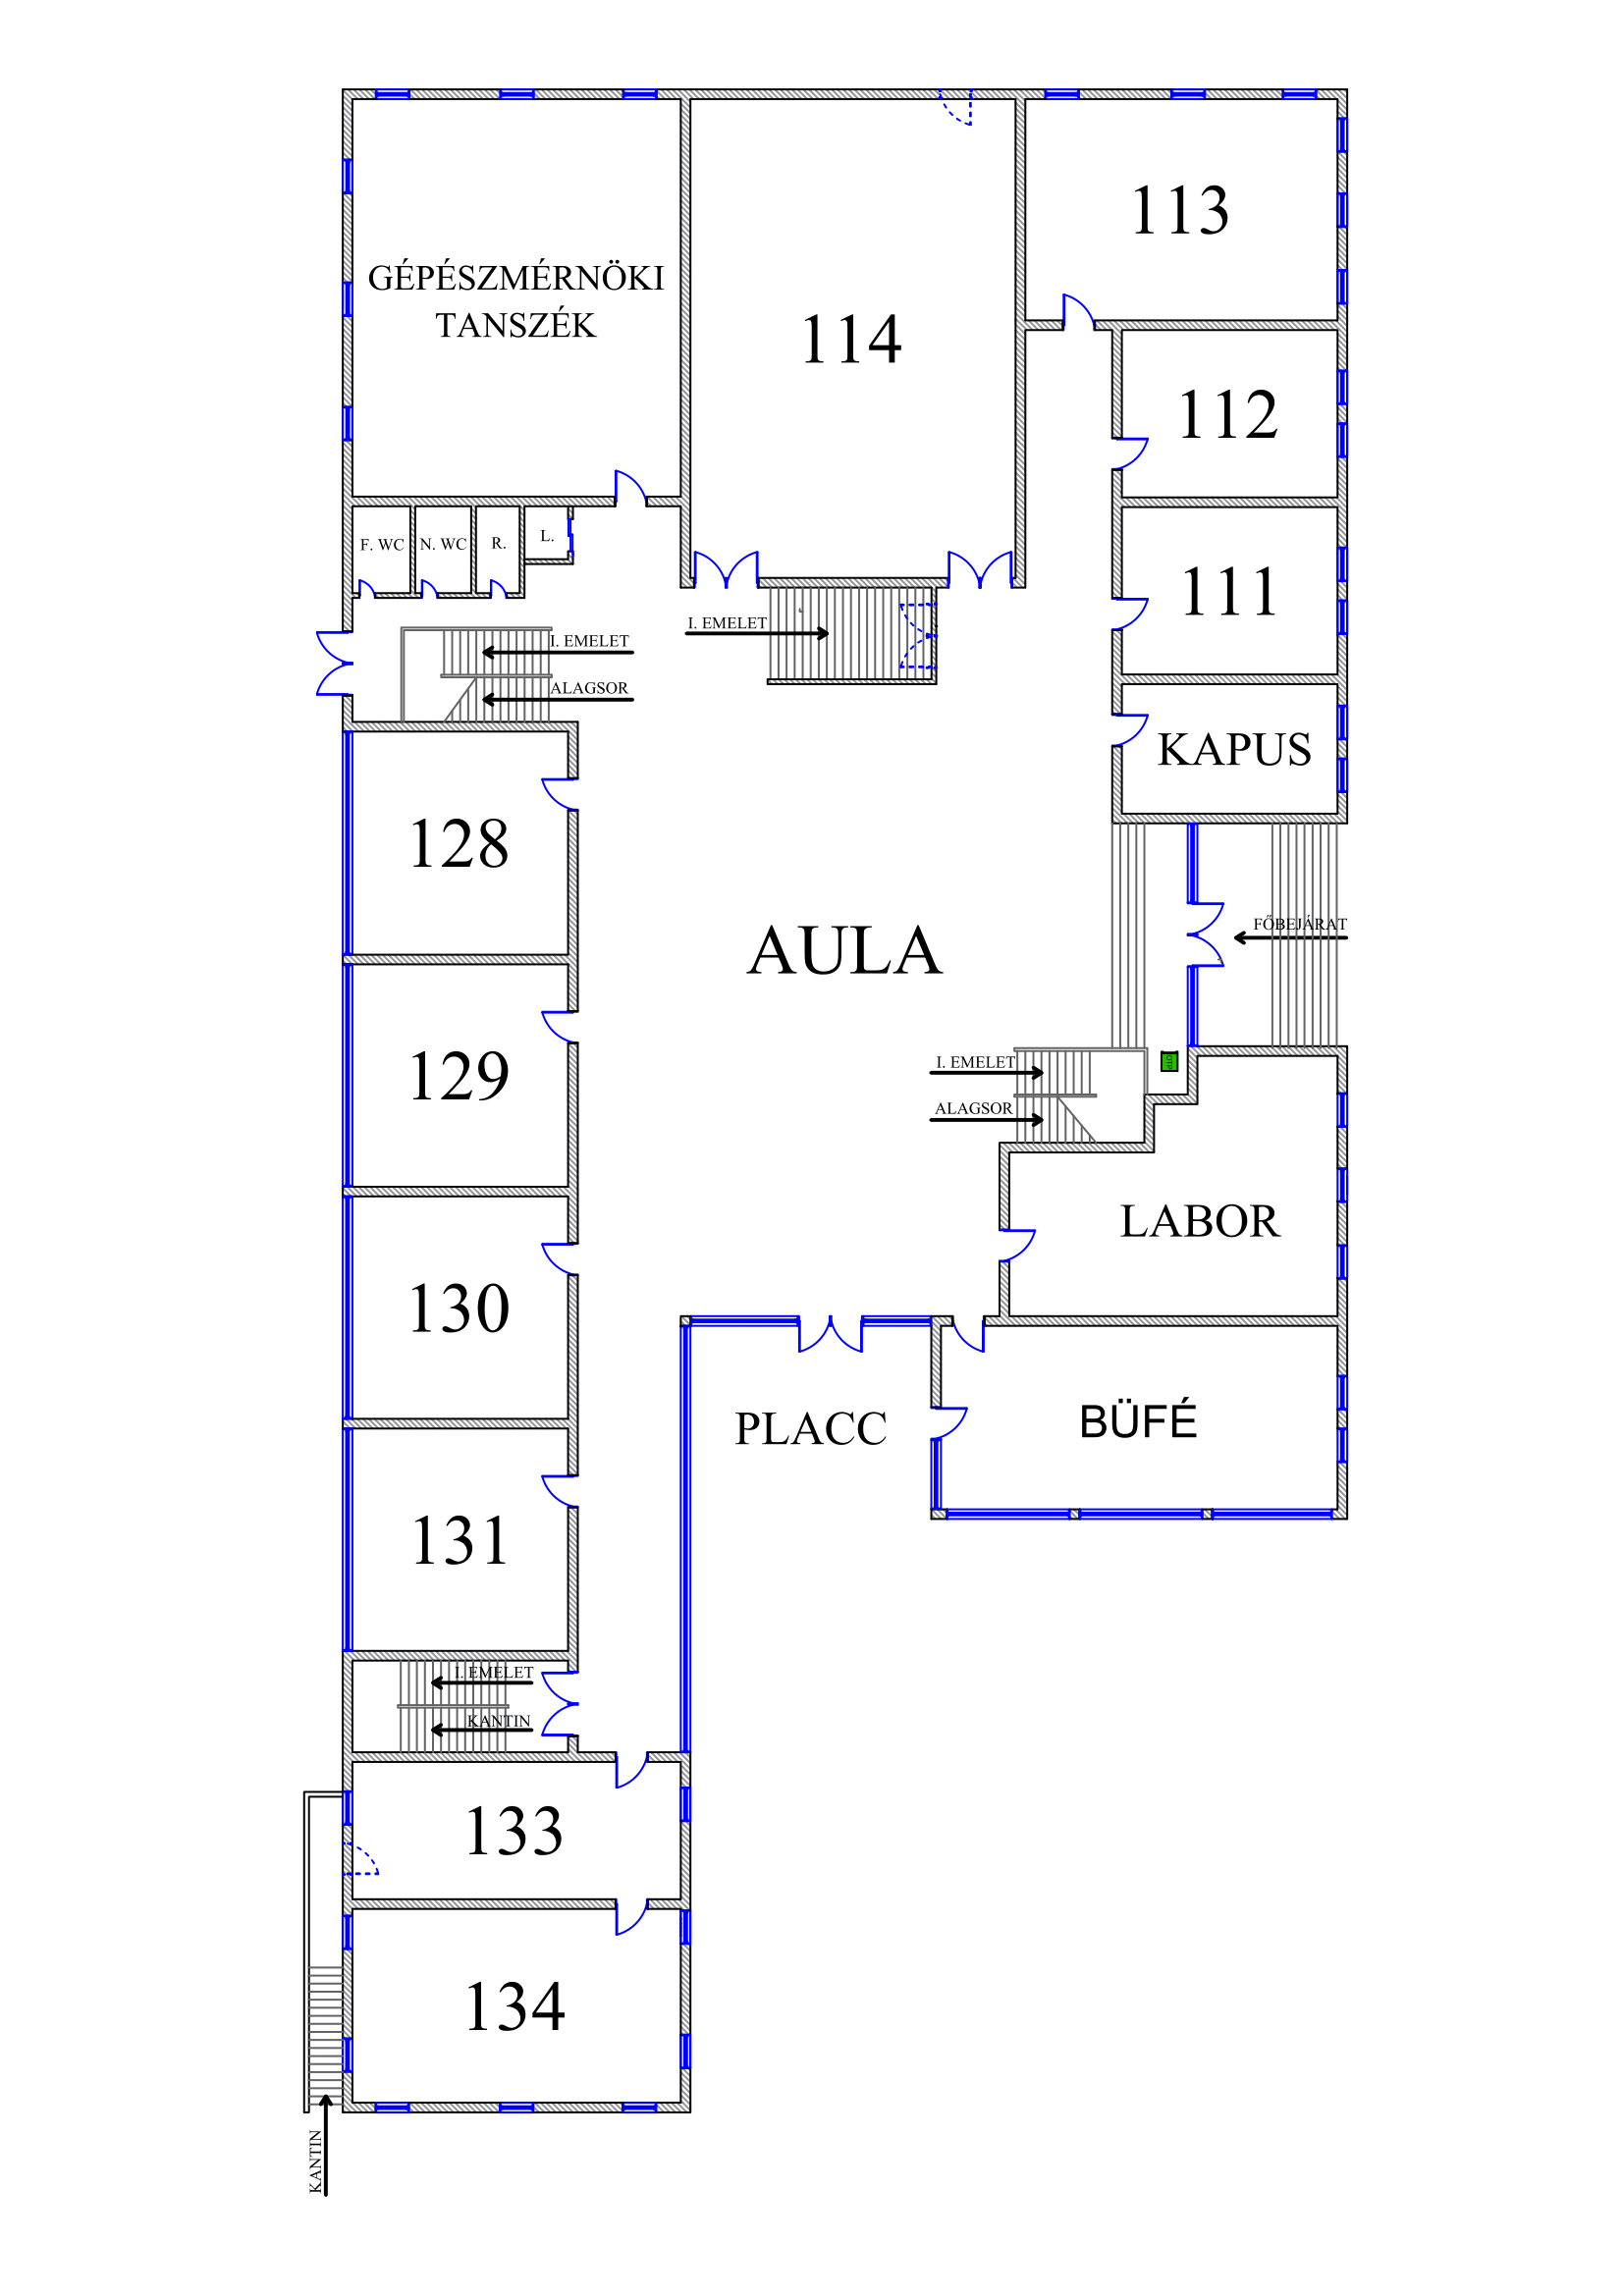 113
GÉPÉSZMÉRNÖKI
TANSZÉK
114
112
F. WC
N. WC
R.
L.
111
I. EMELET
I. EMELET
ALAGSOR
KAPUS
128
FŐBEJÁRAT
AULA
I. EMELET
OTP
129
ALAGSOR
LABOR
130
PLACC
BÜFÉ
131
I. EMELET
KANTIN
133
134
KANTIN